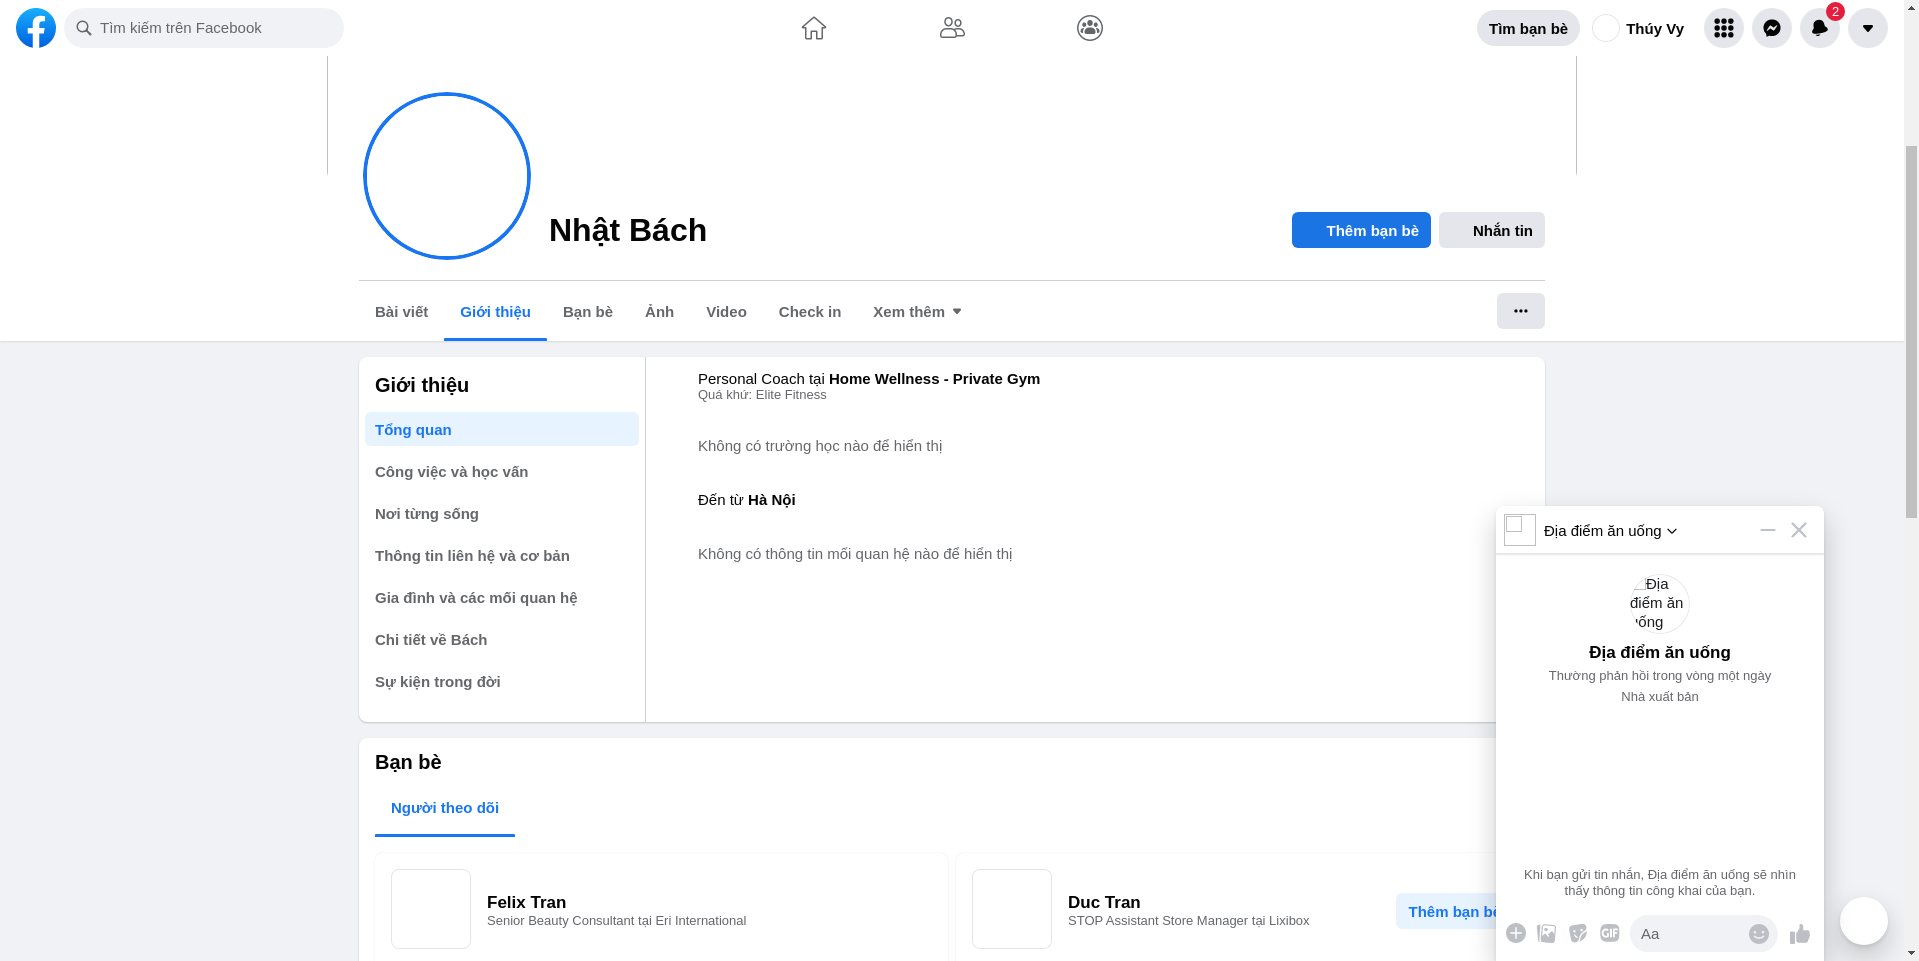 Tìm kiếm trên Facebook
Tìm bạn bè
Thúy Vy
2
Nhật Bách
Thêm bạn bè
Nhắn tin
Bài viết
Giới thiệu
Bạn bè
Ảnh
Video
Check in
Xem thêm
Giới thiệu
Tổng quan
Công việc và học vấn
Nơi từng sống
Thông tin liên hệ và cơ bản
Gia đình và các mối quan hệ
Chi tiết về Bách
Sự kiện trong đời
Personal Coach tại Home Wellness - Private Gym
Quá khứ: Elite Fitness
Không có trường học nào để hiển thị
Đến từ Hà Nội
Không có thông tin mối quan hệ nào để hiển thị
Bạn bè
Người theo dõi
Felix Tran
Senior Beauty Consultant tại Eri International
Duc Tran
STOP Assistant Store Manager tại Lixibox
Thêm bạn bè
Địa điểm ăn uống
Địa
điểm ăn
uống
Địa điểm ăn uống
Thường phản hồi trong vòng một ngày
Nhà xuất bản
Khi bạn gửi tin nhắn, Địa điểm ăn uống sẽ nhìn
thấy thông tin công khai của bạn.
GIF
Aa